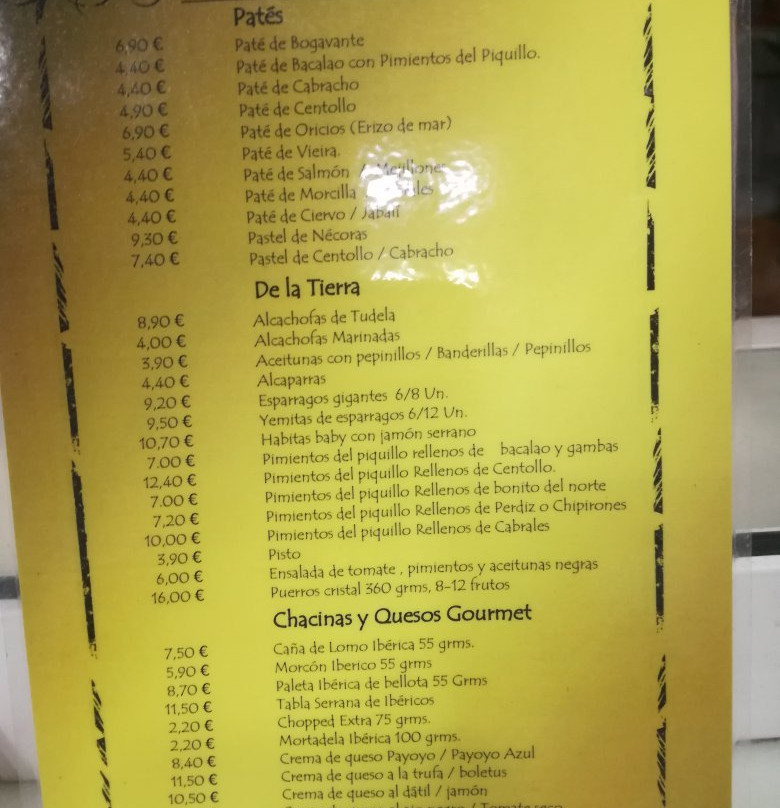 Patés
6,90 € Paté de Bogavante
4,40 € Paté de Bacalao con Pimientos del Piquillo.
4,40 € Paté de Cabracho
4,90 € Paté de Centollo
6,90 € Paté de Oricios (Erizo de mar)
5,40 € Paté de Vieira.
4,40 € Paté de Salmón / Mejillones
4,40 € Paté de Morcilla
4,40 € Paté de Ciervo / Jabalí
9,30 € Pastel de Nécoras
7,40 € Pastel de Centollo / Cabracho
De la Tierra
8,90 € Alcachofas de Tudela
4,00 € Alcachofas Marinadas
3,90 € Aceitunas con pepinillos / Banderillas / Pepinillos
4,40 € Alcaparras
9,20 € Esparragos gigantes 6/8 Un.
9,50 € Yemitas de esparragos 6/12 Un.
10,70 € Habitas baby con jamón serrano
7.00 € Pimientos del piquillo rellenos de bacalao y gambas
12,40 € Pimientos del piquillo Rellenos de Centollo.
7.00 € Pimientos del piquillo Rellenos de bonito del norte
7,20 € Pimientos del piquillo Rellenos de Perdiz o Chipirones
10,00 € Pimientos del piquillo Rellenos de Cabrales
3,90 € Pisto
6,00 € Ensalada de tomate , pimientos y aceitunas negras
16,00 € Puerros cristal 360 grms, 8-12 frutos
Chacinas y Quesos Gourmet
7,50 € Caña de Lomo Ibérica 55 grms.
5,90 € Morcón Iberico 55 grms
8,70 € Paleta Ibérica de bellota 55 Grms
11,50 € Tabla Serrana de Ibéricos
2,20 € Chopped Extra 75 grms.
2,20 € Mortadela Ibérica 100 grms.
8,40 € Crema de queso Payoyo / Payoyo Azul
11,50 € Crema de queso a la trufa / boletus
10,50 € Crema de queso al dátil / jamón